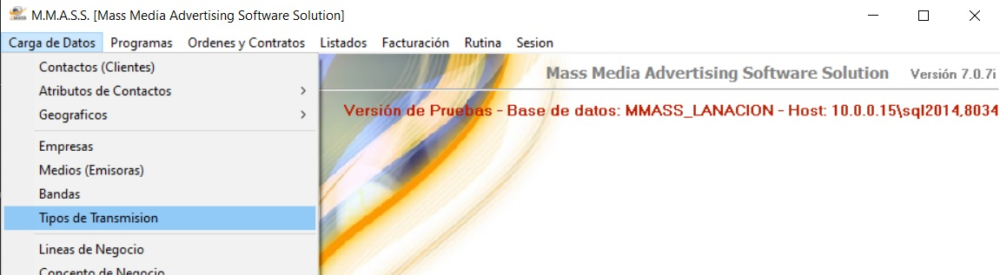 M.M.A.S.S. [Mass Media Advertising Software Solution]
Carga de Datos Programas Ordenes y Contratos Listados Facturación Rutina Sesion
Contactos (Clientes)
Atributos de Contactos
Geograficos
Empresas
Medios (Emisoras)
Bandas
Tipos de Transmision
Lineas de Negocio
Concepto de Negocio
Mass Media Advertising Software Solution Versión 7.0.7i
Versión de Pruebas - Base de datos: MMASS_LANACION - Host: 10.0.0.15\sql2014,8034